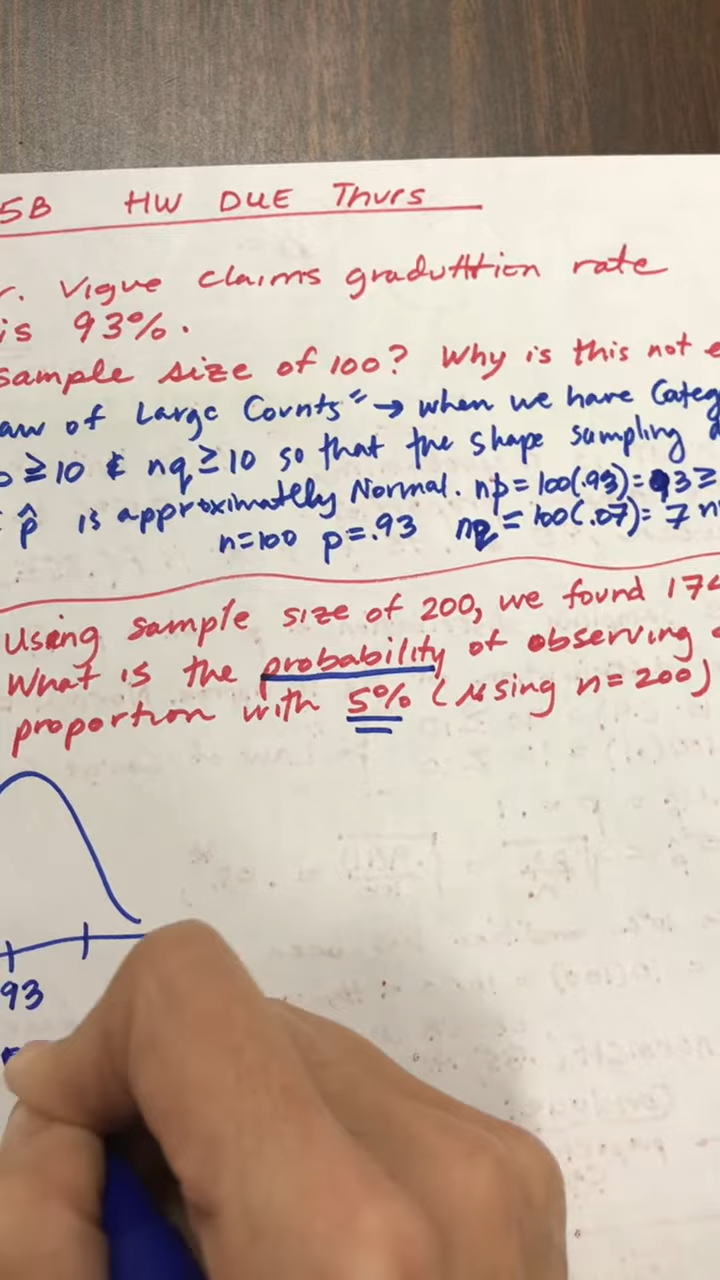 5B HW DUE Thurs
r. Vigue claims graduttion rate
is 93%.
sample size of 100? Why is this not e
aw of Large Counts" → when we have Categ
≥10 & nq ≥10 so that the shape sampling
p̂ is approximately Normal. np = 100(.93) = 93 ≥
n=100 p=.93 nq = 100(.07) = 7 n
Using sample size of 200, we found 174
What is the probability of observing
proportion with 5% (using n = 200)
93